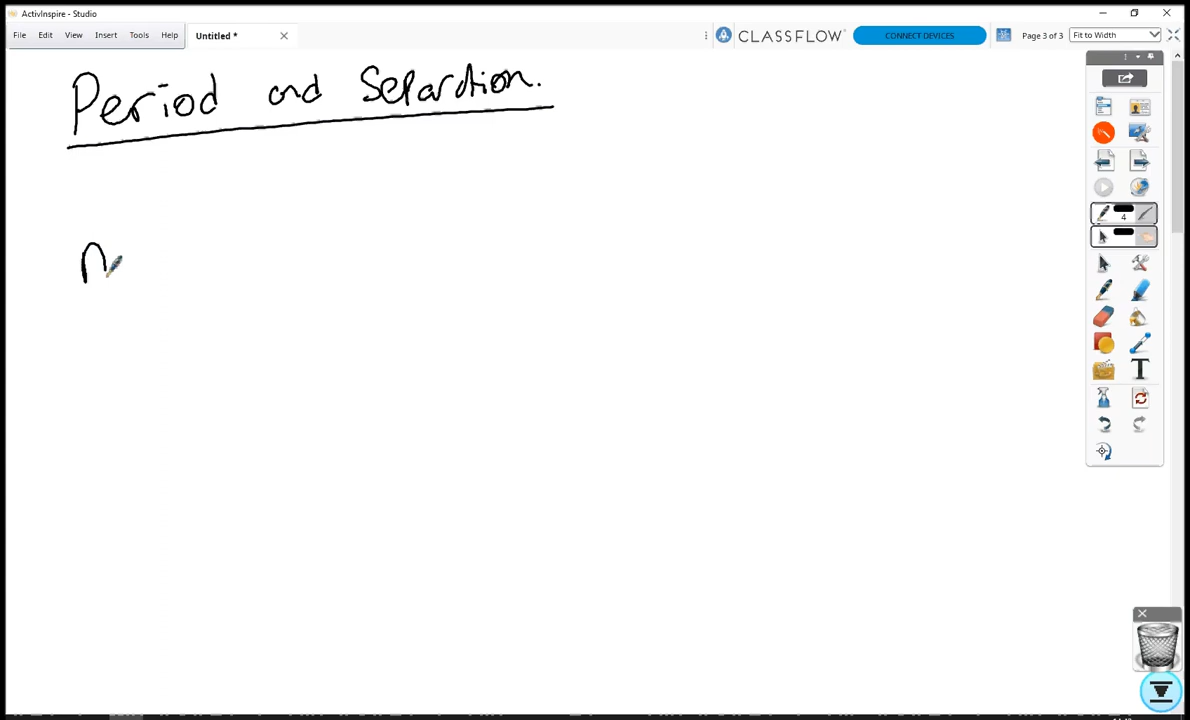 ActivInspire - Studio
File Edit View Insert Tools Help Untitled * CLASSFLOW CONNECT DEVICES Page 3 of 3 Fit to Width
Period and Separation.
4
T